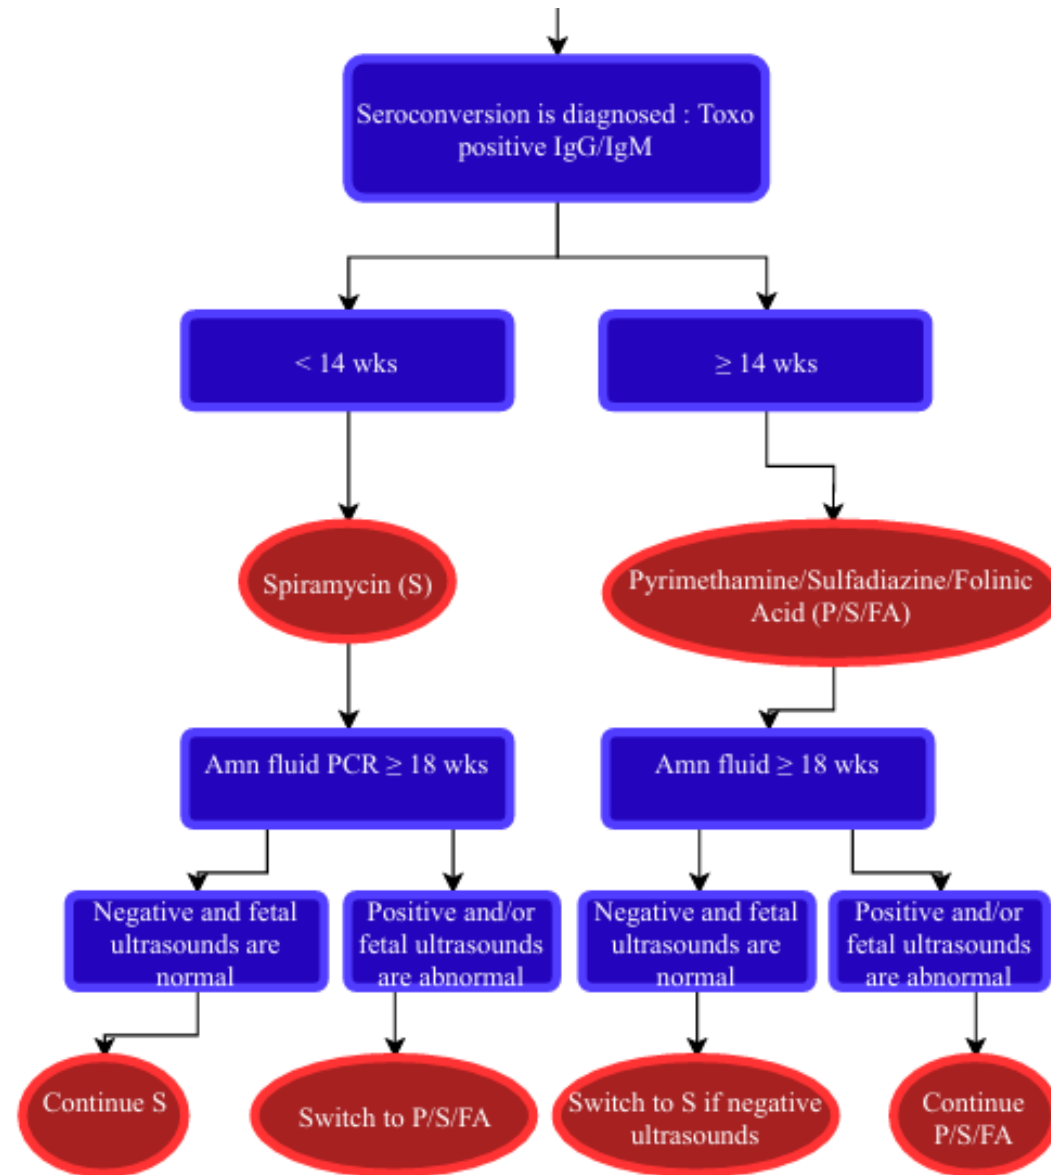 Seroconversion is diagnosed : Toxo
positive IgG/IgM
< 14 wks
≥ 14 wks
Spiramycin (S)
Pyrimethamine/Sulfadiazine/Folinic
Acid (P/S/FA)
Amn fluid PCR ≥ 18 wks
Amn fluid ≥ 18 wks
Negative and fetal
ultrasounds are
normal
Positive and/or
fetal ultrasounds
are abnormal
Negative and fetal
ultrasounds are
normal
Positive and/or
fetal ultrasounds
are abnormal
Continue S
Switch to P/S/FA
Switch to S if negative
ultrasounds
Continue
P/S/FA